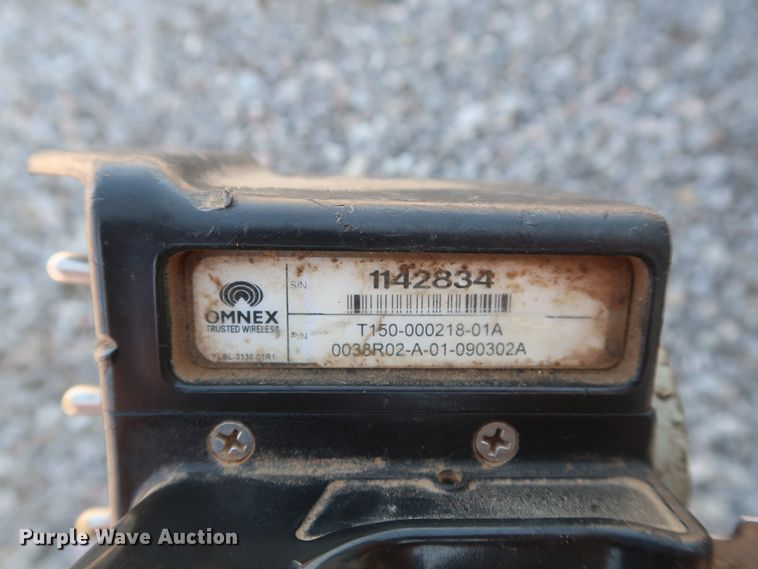 S/N
1142834
OMNEX
TRUSTED WIRELESS
P/N
T150-000218-01A
0038R02-A-01-090302A
Purple Wave Auction